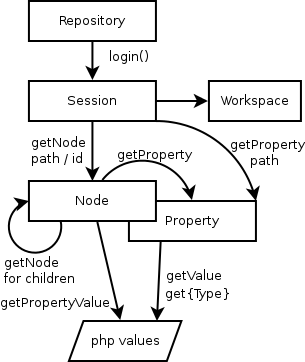 Repository
login()
Session
Workspace
getNode
path / id
getProperty
getProperty
path
Node
Property
getNode
for children
getValue
get{Type}
getPropertyValue
php values